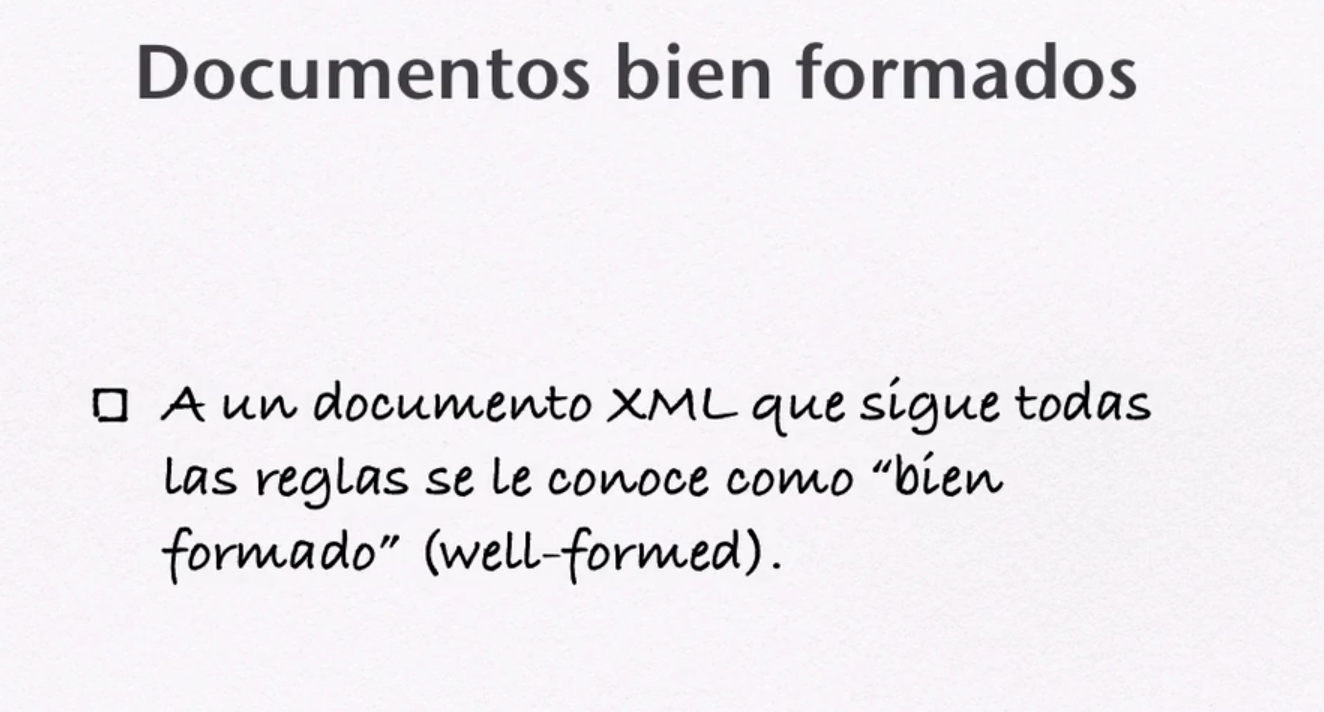 Documentos bien formados
A un documento XML que sigue todas
las reglas se le conoce como “bien
formado” (well-formed).